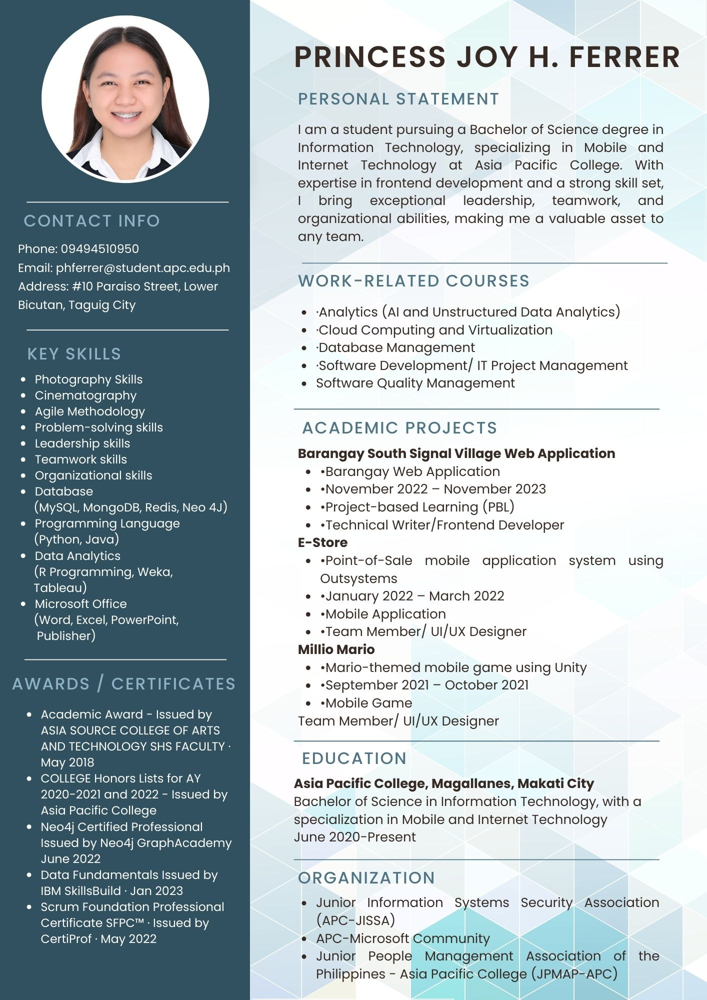 PRINCESS JOY H. FERRER
CONTACT INFO
Phone: 09494510950
Email: phferrer@student.apc.edu.ph
Address: #10 Paraiso Street, Lower
Bicutan, Taguig City
KEY SKILLS
• Photography Skills
• Cinematography
• Agile Methodology
• Problem-solving skills
• Leadership skills
• Teamwork skills
• Organizational skills
• Database
(MySQL, MongoDB, Redis, Neo 4J)
• Programming Language
(Python, Java)
• Data Analytics
(R Programming, Weka,
Tableau)
• Microsoft Office
(Word, Excel, PowerPoint,
Publisher)
AWARDS / CERTIFICATES
• Academic Award - Issued by
ASIA SOURCE COLLEGE OF ARTS
AND TECHNOLOGY SHS FACULTY ·
May 2018
• COLLEGE Honors Lists for AY
2020-2021 and 2022 - Issued by
Asia Pacific College
• Neo4j Certified Professional
Issued by Neo4j GraphAcademy
June 2022
• Data Fundamentals Issued by
IBM SkillsBuild · Jan 2023
• Scrum Foundation Professional
Certificate SFPC™ · Issued by
CertiProf · May 2022
PERSONAL STATEMENT
I am a student pursuing a Bachelor of Science degree in
Information Technology, specializing in Mobile and
Internet Technology at Asia Pacific College. With
expertise in frontend development and a strong skill set,
I bring exceptional leadership, teamwork, and
organizational abilities, making me a valuable asset to
any team.
WORK-RELATED COURSES
• ·Analytics (AI and Unstructured Data Analytics)
• ·Cloud Computing and Virtualization
• ·Database Management
• ·Software Development/ IT Project Management
• Software Quality Management
ACADEMIC PROJECTS
Barangay South Signal Village Web Application
• •Barangay Web Application
• •November 2022 – November 2023
• •Project-based Learning (PBL)
• •Technical Writer/Frontend Developer
E-Store
• •Point-of-Sale mobile application system using
Outsystems
• •January 2022 – March 2022
• •Mobile Application
• •Team Member/ UI/UX Designer
Millio Mario
• •Mario-themed mobile game using Unity
• •September 2021 – October 2021
• •Mobile Game
Team Member/ UI/UX Designer
EDUCATION
Asia Pacific College, Magallanes, Makati City
Bachelor of Science in Information Technology, with a
specialization in Mobile and Internet Technology
June 2020-Present
ORGANIZATION
• Junior Information Systems Security Association
(APC-JISSA)
• APC-Microsoft Community
• Junior People Management Association of the
Philippines - Asia Pacific College (JPMAP-APC)